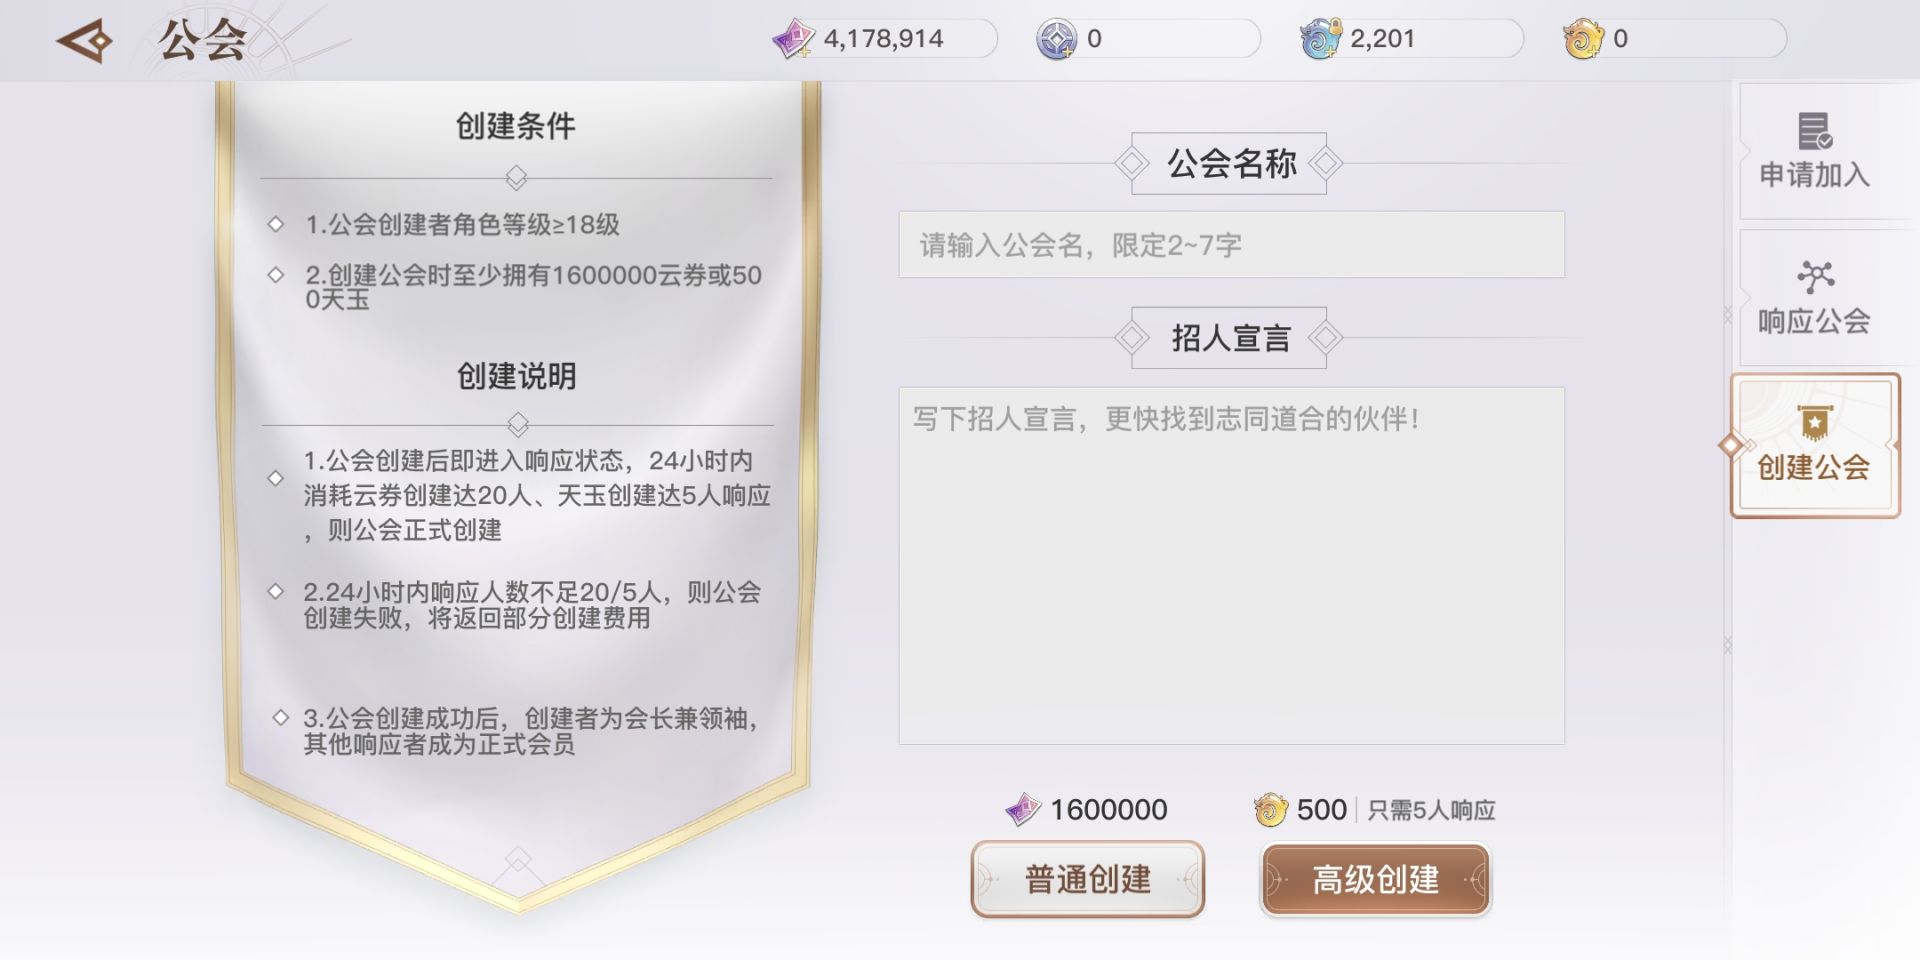 公会
4,178,914
0
2,201
0
创建条件
1.公会创建者角色等级≥18级
2.创建公会时至少拥有1600000云券或50
0天玉
创建说明
1.公会创建后即进入响应状态，24小时内
消耗云券创建达20人、天玉创建达5人响应
，则公会正式创建
2.24小时内响应人数不足20/5人，则公会
创建失败，将返回部分创建费用
3.公会创建成功后，创建者为会长兼领袖，
其他响应者成为正式会员
公会名称
请输入公会名，限定2~7字
招人宣言
写下招人宣言，更快找到志同道合的伙伴！
1600000
普通创建
500
只需5人响应
高级创建
申请加入
响应公会
创建公会